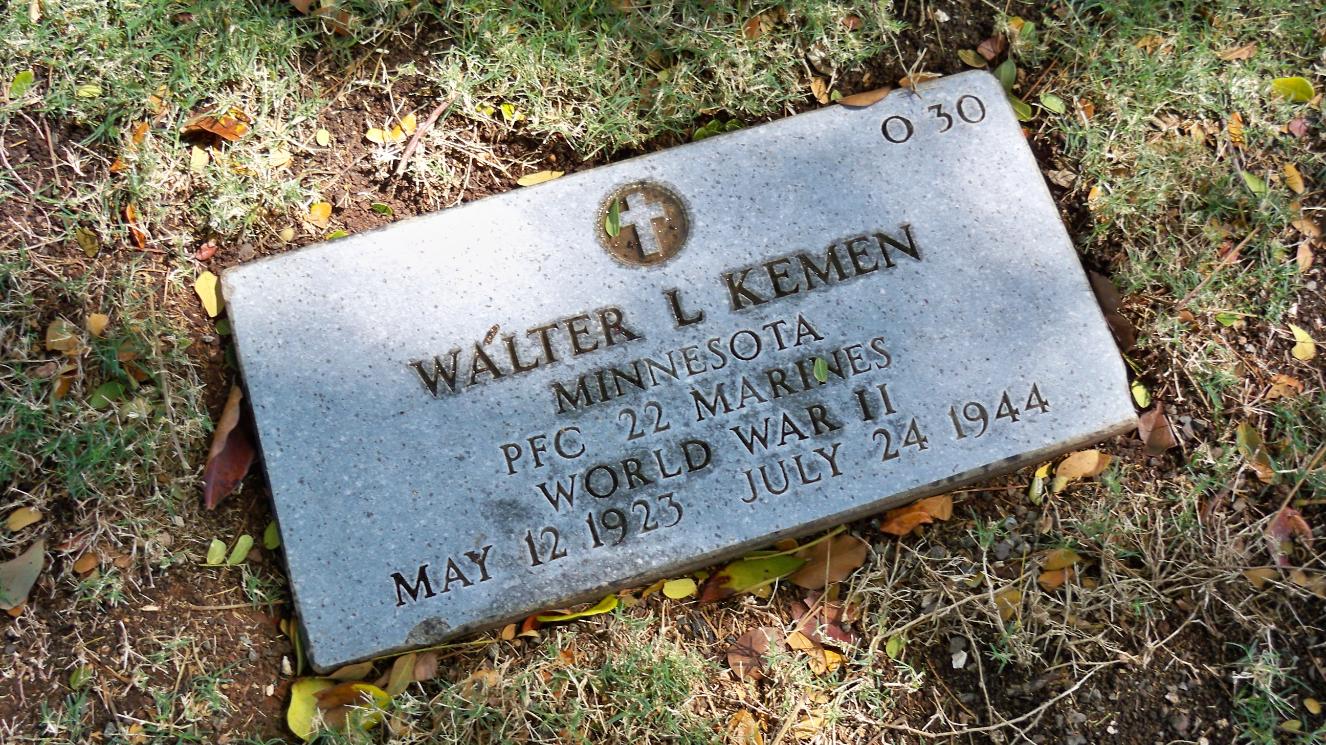 O 30
WALTER L KEMEN
MINNESOTA
PFC 22 MARINES
WORLD WAR II
MAY 12 1923 JULY 24 1944